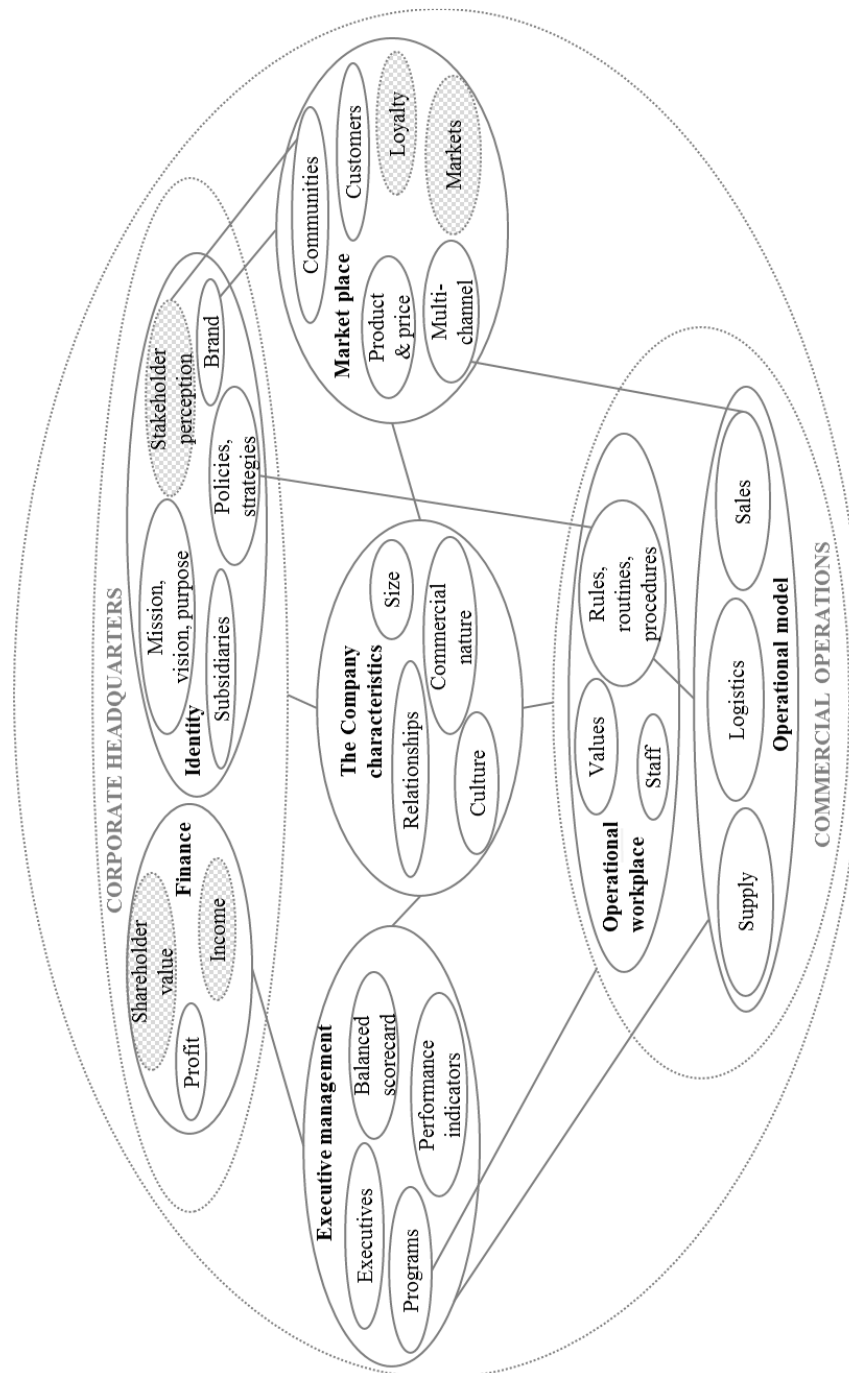 CORPORATE HEADQUARTERS
Shareholder
value
Finance
Profit
Income
Mission,
vision, purpose
Stakeholder
perception
Identity
Subsidiaries
Policies,
strategies
Brand
Executive management
Executives
Balanced
scorecard
Programs
Performance
indicators
The Company
characteristics
Size
Relationships
Commercial
nature
Culture
Communities
Market place
Customers
Product
& price
Loyalty
Multi-
channel
Markets
Values
Rules,
routines,
procedures
Operational
workplace
Staff
Supply
Logistics
Sales
Operational model
COMMERCIAL OPERATIONS